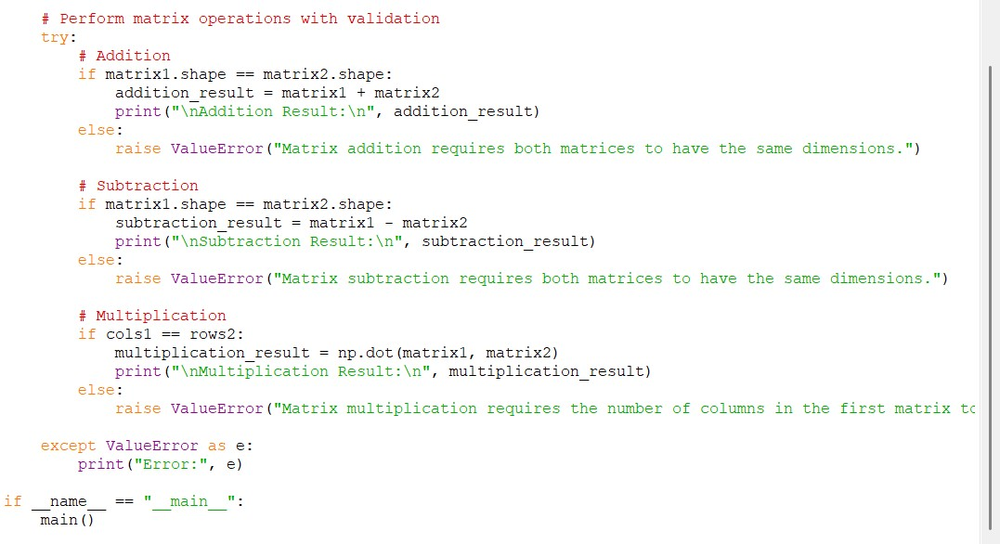 # Perform matrix operations with validation
try:
# Addition
if matrix1.shape == matrix2.shape:
addition_result = matrix1 + matrix2
print("\nAddition Result:\n", addition_result)
else:
raise ValueError("Matrix addition requires both matrices to have the same dimensions.")
# Subtraction
if matrix1.shape == matrix2.shape:
subtraction_result = matrix1 - matrix2
print("\nSubtraction Result:\n", subtraction_result)
else:
raise ValueError("Matrix subtraction requires both matrices to have the same dimensions.")
# Multiplication
if cols1 == rows2:
multiplication_result = np.dot(matrix1, matrix2)
print("\nMultiplication Result:\n", multiplication_result)
else:
raise ValueError("Matrix multiplication requires the number of columns in the first matrix
except ValueError as e:
print("Error:", e)
if __name__ == "__main__":
main()